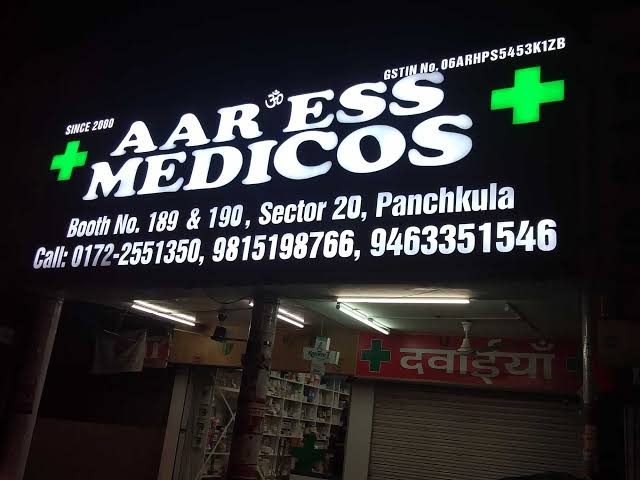 GSTIN No. 06ARHPS5453K1ZB
SINCE 2000
ॐ
AAR ESS
MEDICOS
Booth No. 189 & 190, Sector 20, Panchkula
Call: 0172-2551350, 9815198766, 9463351546
दवाईयाँ